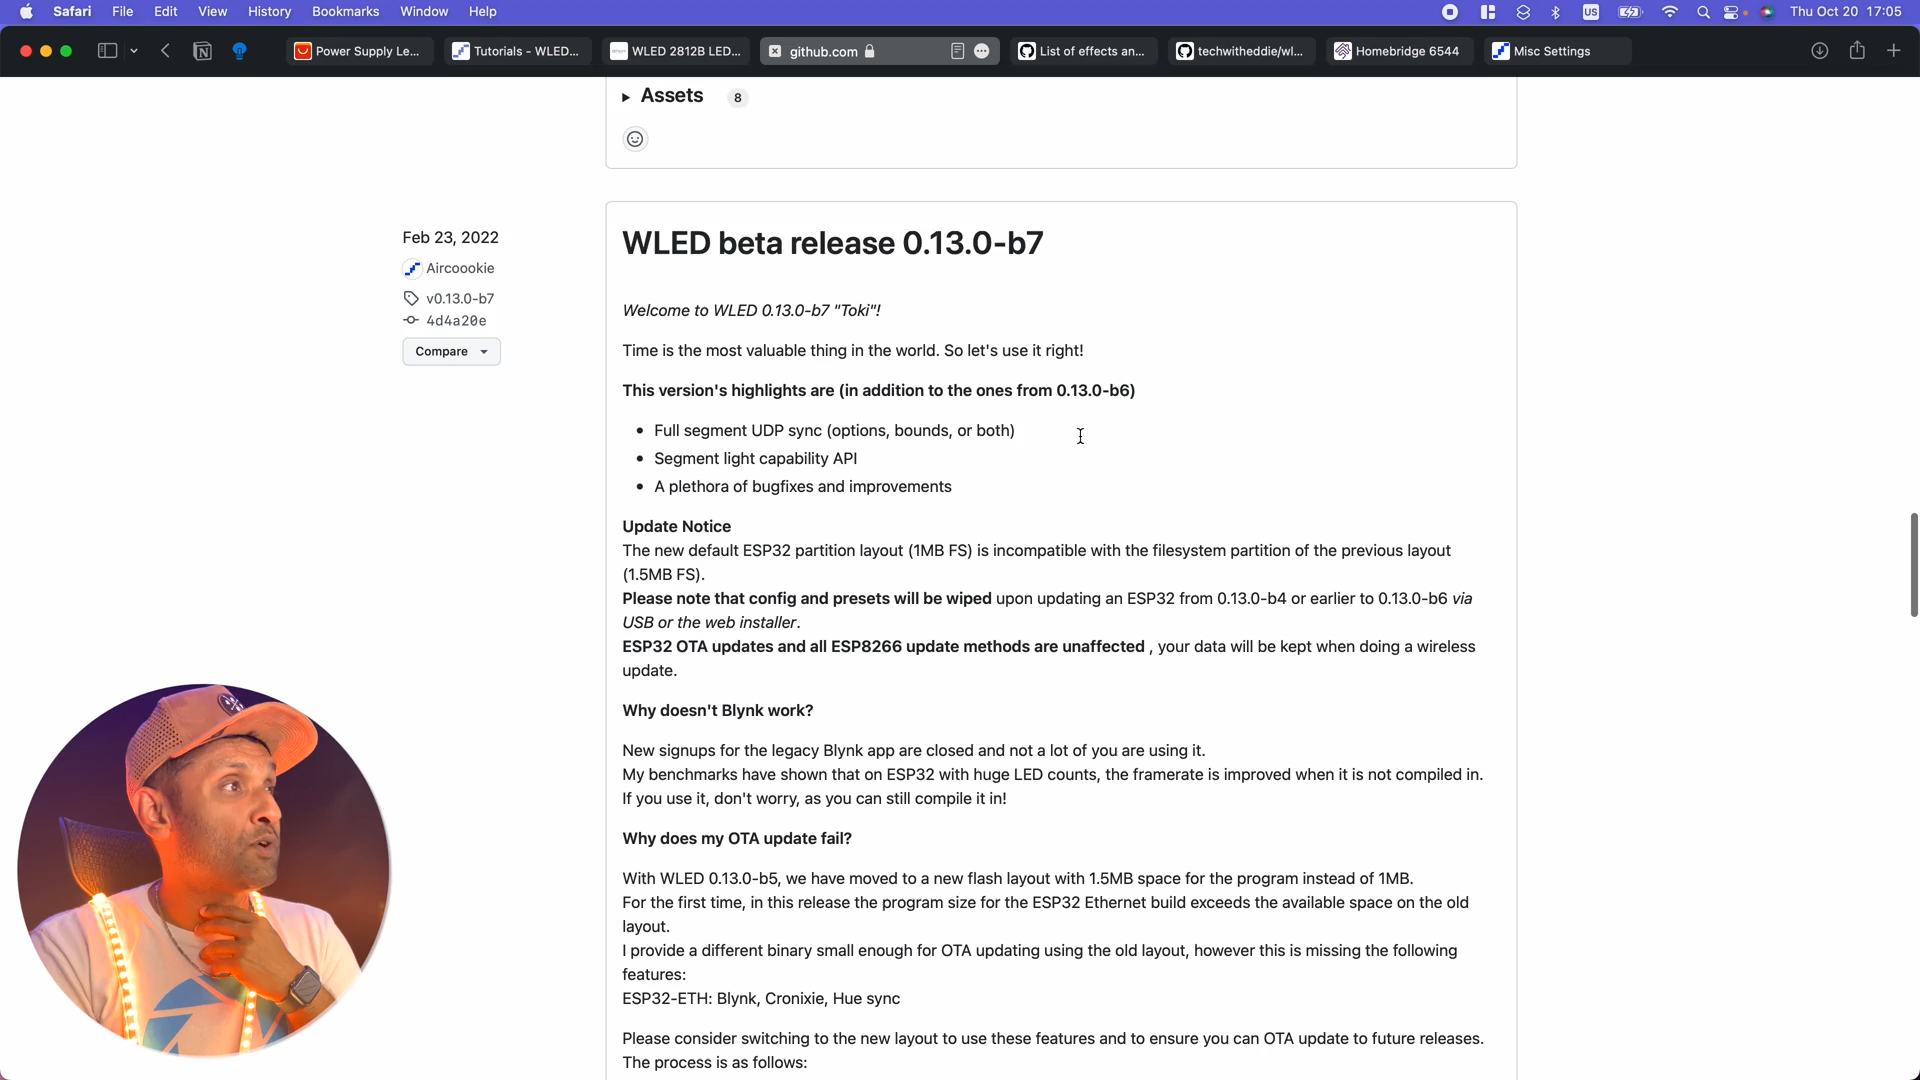 Safari File Edit View History Bookmarks Window Help US Thu Oct 20 17:05
Power Supply Le... Tutorials - WLED... WLED 2812B LED... github.com List of effects an... techwitheddie/wl... Homebridge 6544 Misc Settings
Assets 8
Feb 23, 2022
Aircoookie
v0.13.0-b7
4d4a20e
Compare
WLED beta release 0.13.0-b7
Welcome to WLED 0.13.0-b7 "Toki"!
Time is the most valuable thing in the world. So let's use it right!
This version's highlights are (in addition to the ones from 0.13.0-b6)
• Full segment UDP sync (options, bounds, or both)
• Segment light capability API
• A plethora of bugfixes and improvements
Update Notice
The new default ESP32 partition layout (1MB FS) is incompatible with the filesystem partition of the previous layout
(1.5MB FS).
Please note that config and presets will be wiped upon updating an ESP32 from 0.13.0-b4 or earlier to 0.13.0-b6 via
USB or the web installer.
ESP32 OTA updates and all ESP8266 update methods are unaffected , your data will be kept when doing a wireless
update.
Why doesn't Blynk work?
New signups for the legacy Blynk app are closed and not a lot of you are using it.
My benchmarks have shown that on ESP32 with huge LED counts, the framerate is improved when it is not compiled in.
If you use it, don't worry, as you can still compile it in!
Why does my OTA update fail?
With WLED 0.13.0-b5, we have moved to a new flash layout with 1.5MB space for the program instead of 1MB.
For the first time, in this release the program size for the ESP32 Ethernet build exceeds the available space on the old
layout.
I provide a different binary small enough for OTA updating using the old layout, however this is missing the following
features:
ESP32-ETH: Blynk, Cronixie, Hue sync
Please consider switching to the new layout to use these features and to ensure you can OTA update to future releases.
The process is as follows: